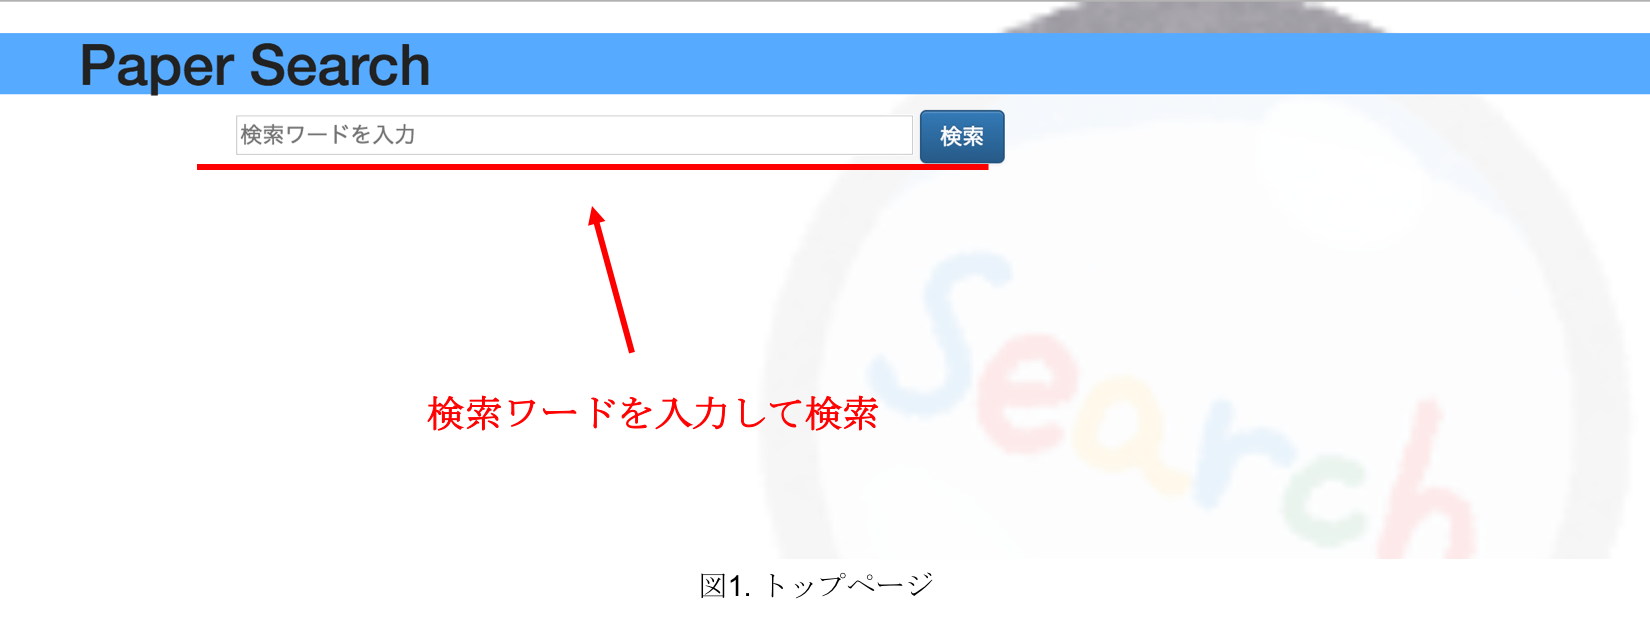 Paper Search
検索ワードを入力 検索
検索ワードを入力して検索
Search
図1. トップページ